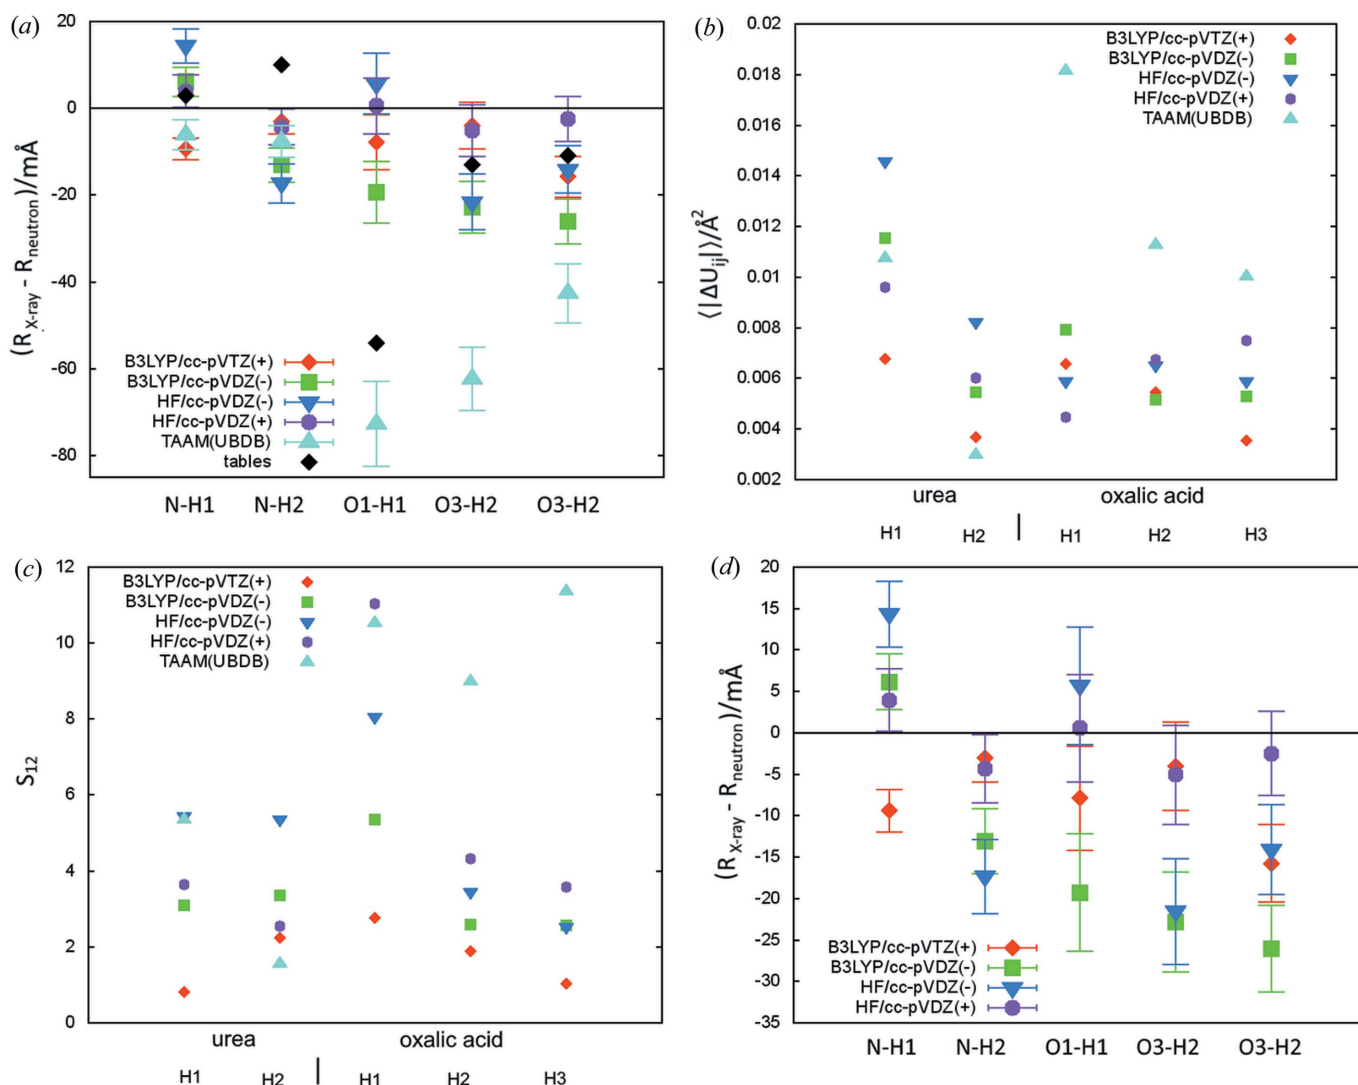 (a)
20
0
-20
-40
-60
-80
(R_X-ray - R_neutron)/mÅ
B3LYP/cc-pVTZ(+)
B3LYP/cc-pVDZ(-)
HF/cc-pVDZ(-)
HF/cc-pVDZ(+)
TAAM(UBDB)
tables
N-H1 N-H2 O1-H1 O3-H2 O3-H2
(b)
0.02
0.018
0.016
0.014
0.012
0.01
0.008
0.006
0.004
0.002
⟨|ΔU_ij|⟩/Å²
B3LYP/cc-pVTZ(+)
B3LYP/cc-pVDZ(-)
HF/cc-pVDZ(-)
HF/cc-pVDZ(+)
TAAM(UBDB)
urea oxalic acid
H1 H2 | H1 H2 H3
(c)
12
10
8
6
4
2
0
S₁₂
B3LYP/cc-pVTZ(+)
B3LYP/cc-pVDZ(-)
HF/cc-pVDZ(-)
HF/cc-pVDZ(+)
TAAM(UBDB)
urea oxalic acid
H1 H2 | H1 H2 H3
(d)
20
15
10
5
0
-5
-10
-15
-20
-25
-30
-35
(R_X-ray - R_neutron)/mÅ
B3LYP/cc-pVTZ(+)
B3LYP/cc-pVDZ(-)
HF/cc-pVDZ(-)
HF/cc-pVDZ(+)
N-H1 N-H2 O1-H1 O3-H2 O3-H2